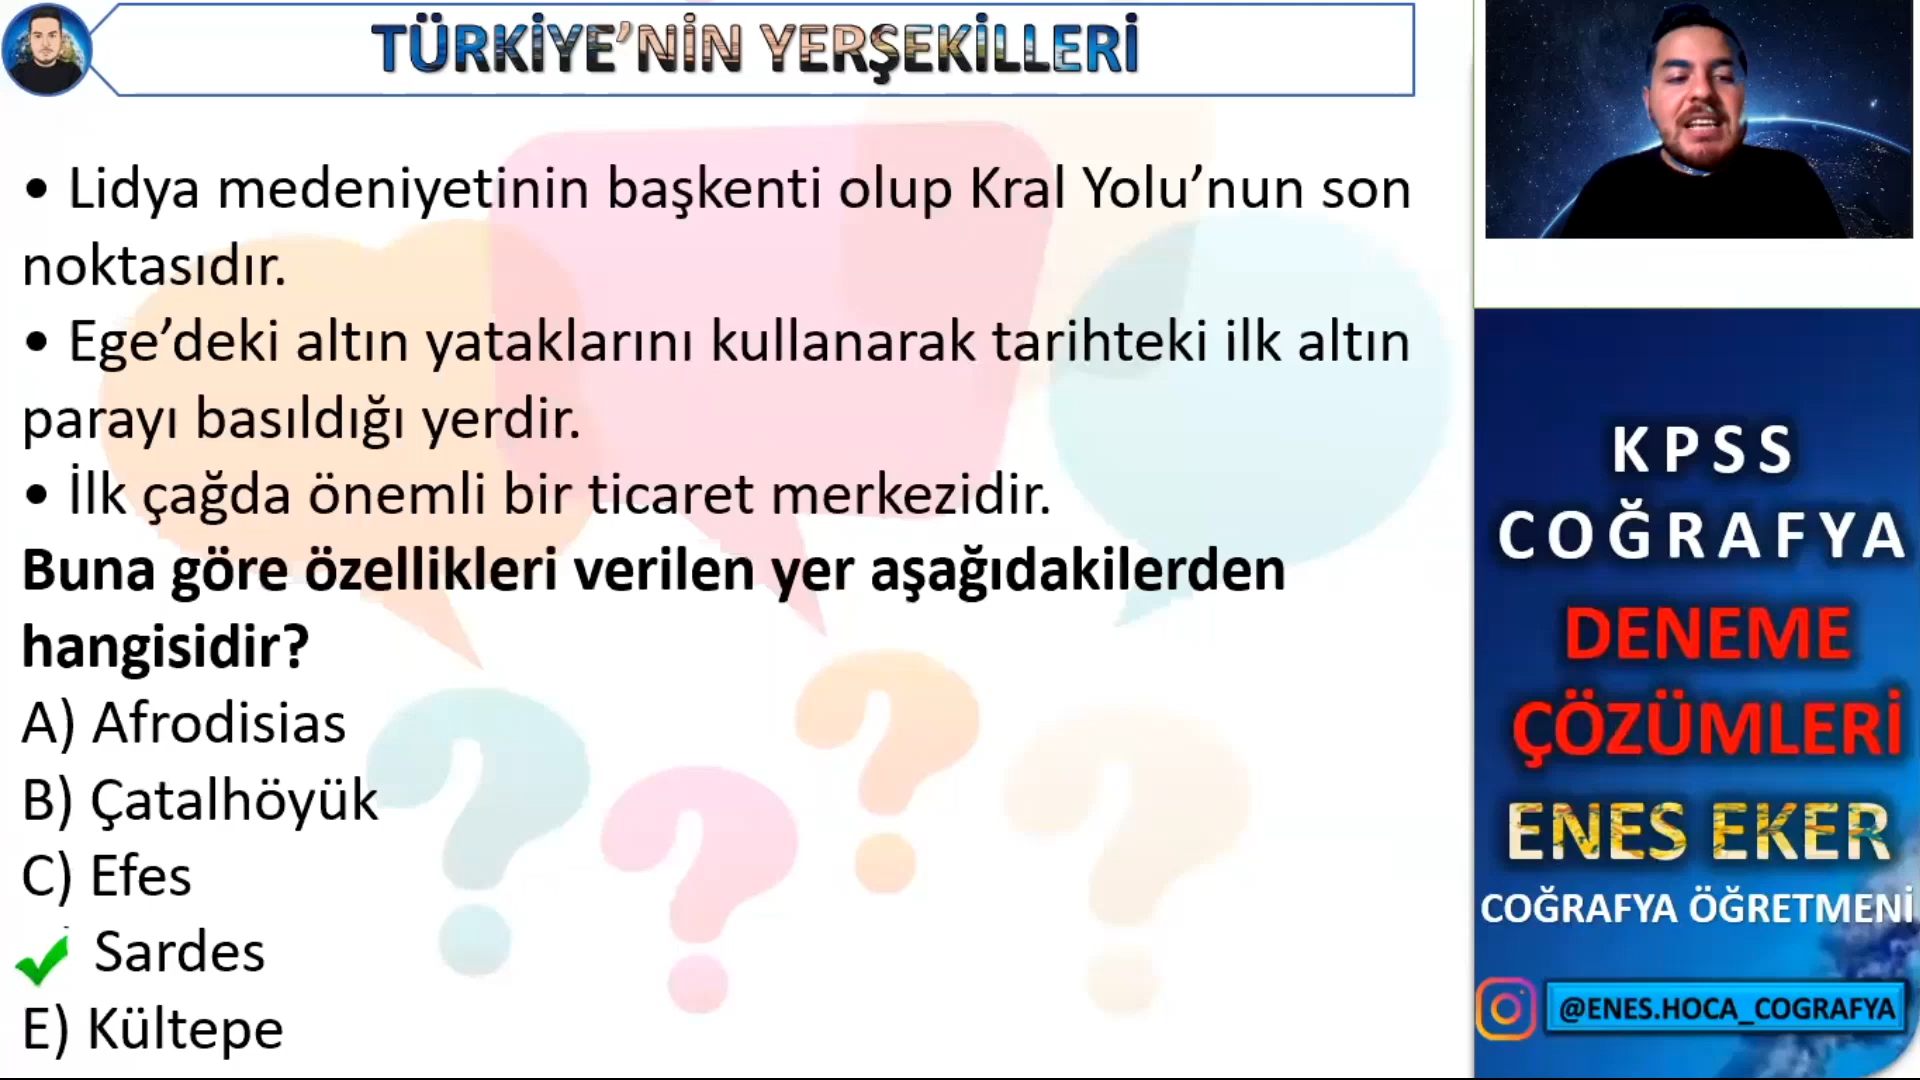 TÜRKİYE’NİN YERŞEKİLLERİ
• Lidya medeniyetinin başkenti olup Kral Yolu’nun son
noktasıdır.
• Ege’deki altın yataklarını kullanarak tarihteki ilk altın
parayı basıldığı yerdir.
• İlk çağda önemli bir ticaret merkezidir.
Buna göre özellikleri verilen yer aşağıdakilerden
hangisidir?
A) Afrodisias
B) Çatalhöyük
C) Efes
Sardes
E) Kültepe
KPSS
COĞRAFYA
DENEME
ÇÖZÜMLERİ
ENES EKER
COĞRAFYA ÖĞRETMENİ
@ENES.HOCA_COGRAFYA